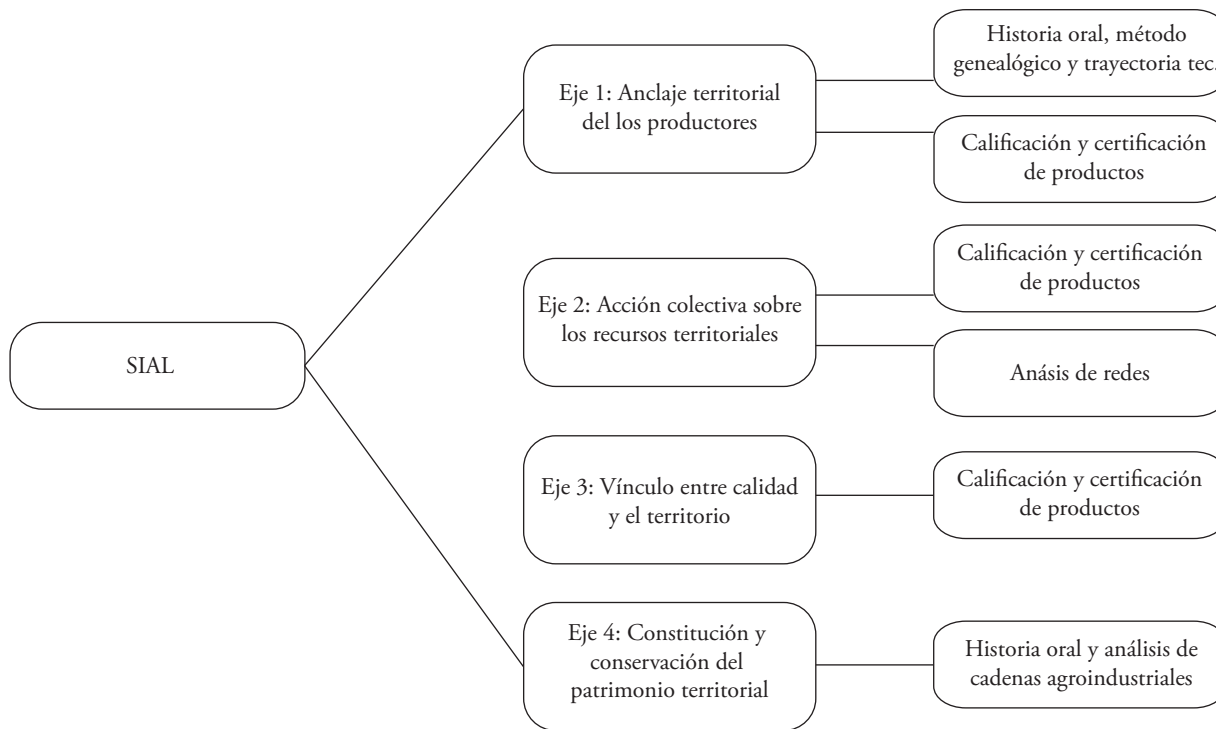 SIAL
Eje 1: Anclaje territorial
del los productores
Historia oral, método
genealógico y trayectoria tec.
Calificación y certificación
de productos
Eje 2: Acción colectiva sobre
los recursos territoriales
Calificación y certificación
de productos
Anásis de redes
Eje 3: Vínculo entre calidad
y el territorio
Calificación y certificación
de productos
Eje 4: Constitución y
conservación del
patrimonio territorial
Historia oral y análisis de
cadenas agroindustriales